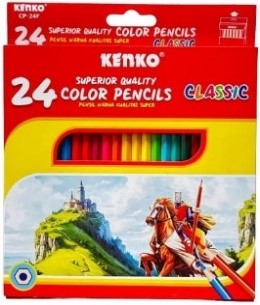 KENKO
CP-24F
24 SUPERIOR QUALITY
COLOR PENCILS
PENSIL WARNA KUALITAS SUPER
CLASSIC
KENKO
24 SUPERIOR QUALITY
COLOR PENCILS
PENSIL WARNA KUALITAS SUPER
CLASSIC